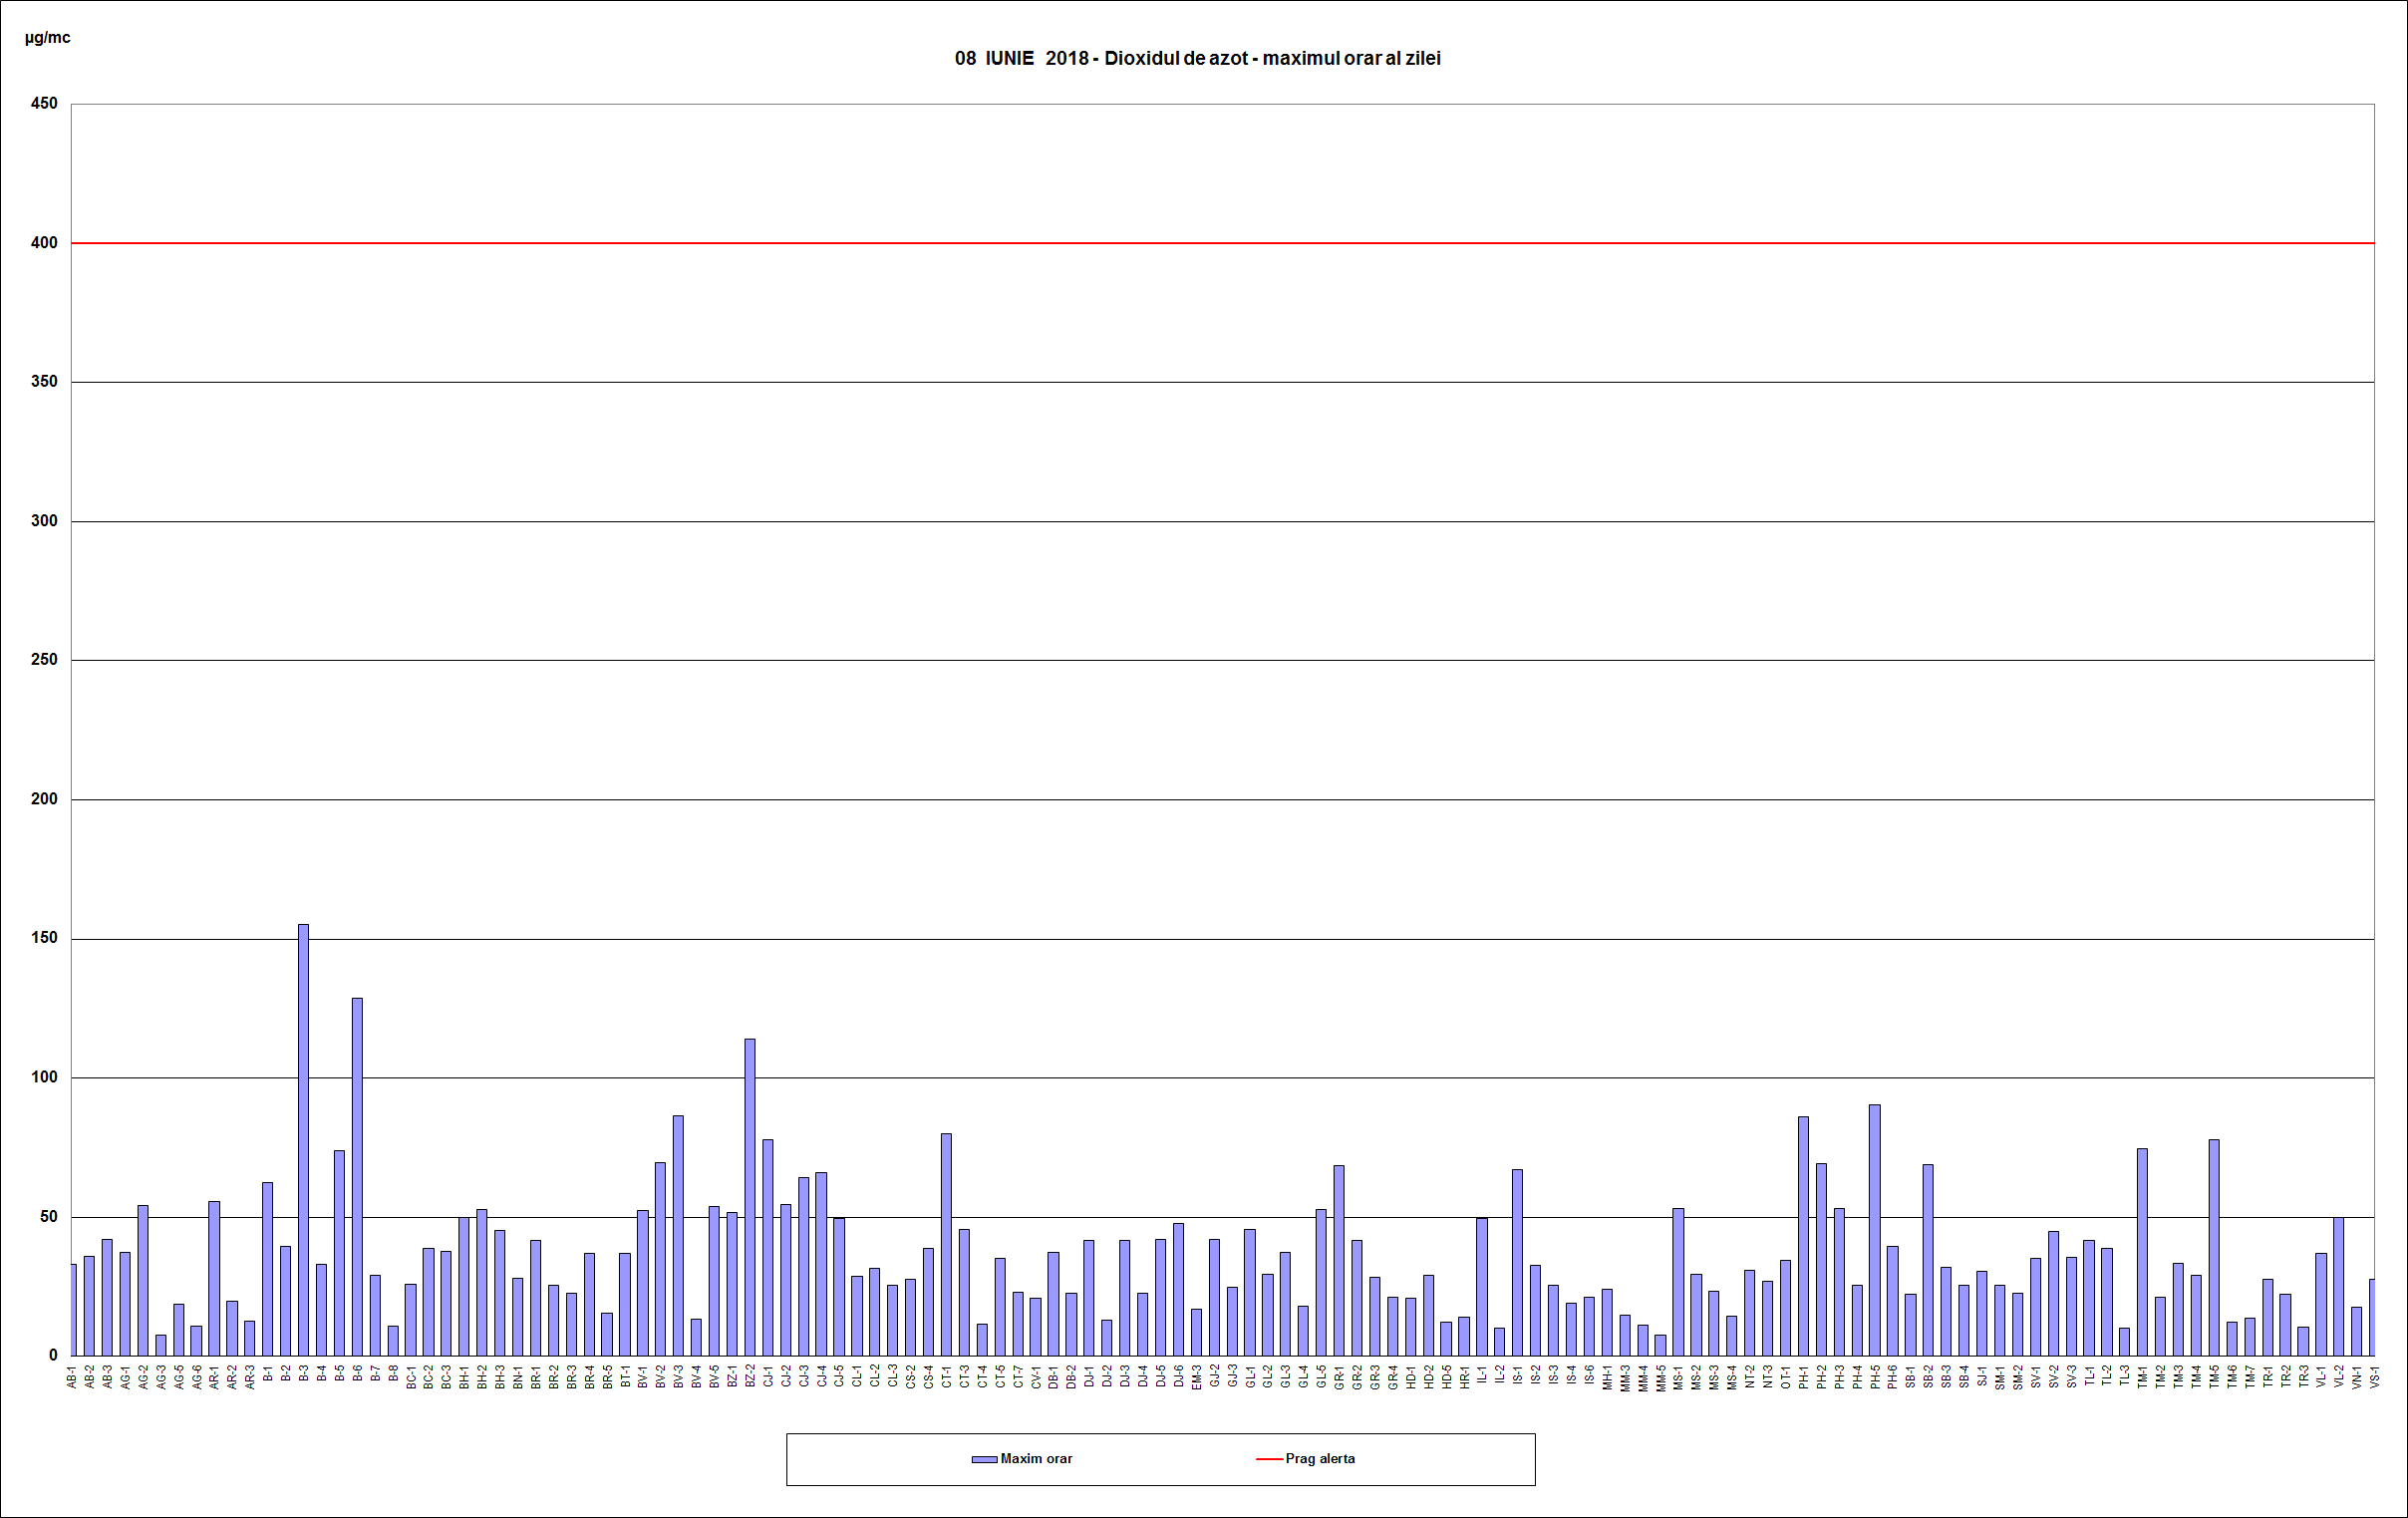 µg/mc
08 IUNIE 2018 - Dioxidul de azot - maximul orar al zilei
450
400
350
300
250
200
150
100
50
0
AB-1 AB-2 AB-3 AG-1 AG-2 AG-3 AG-5 AG-6 AR-1 AR-2 AR-3 B-1 B-2 B-3 B-4 B-5 B-6 B-7 B-8 BC-1 BC-2 BC-3 BH-1 BH-2 BH-3 BN-1 BR-1 BR-2 BR-3 BR-4 BR-5 BT-1 BV-1 BV-2 BV-3 BV-4 BV-5 BZ-1 BZ-2 CJ-1 CJ-2 CJ-3 CJ-4 CJ-5 CL-1 CL-2 CL-3 CS-2 CS-4 CT-1 CT-3 CT-4 CT-5 CT-7 CV-1 DB-1 DB-2 DJ-1 DJ-2 DJ-3 DJ-4 DJ-5 DJ-6 EM-3 GJ-2 GJ-3 GL-1 GL-2 GL-3 GL-4 GL-5 GR-1 GR-2 GR-3 GR-4 HD-1 HD-2 HD-5 HR-1 IL-1 IL-2 IS-1 IS-2 IS-3 IS-4 IS-6 MH-1 MM-3 MM-4 MM-5 MS-1 MS-2 MS-3 MS-4 NT-2 NT-3 OT-1 PH-1 PH-2 PH-3 PH-4 PH-5 PH-6 SB-1 SB-2 SB-3 SB-4 SJ-1 SM-1 SM-2 SV-1 SV-2 SV-3 TL-1 TL-2 TL-3 TM-1 TM-2 TM-3 TM-4 TM-5 TM-6 TM-7 TR-1 TR-2 TR-3 VL-1 VL-2 VN-1 VS-1
Maxim orar Prag alerta